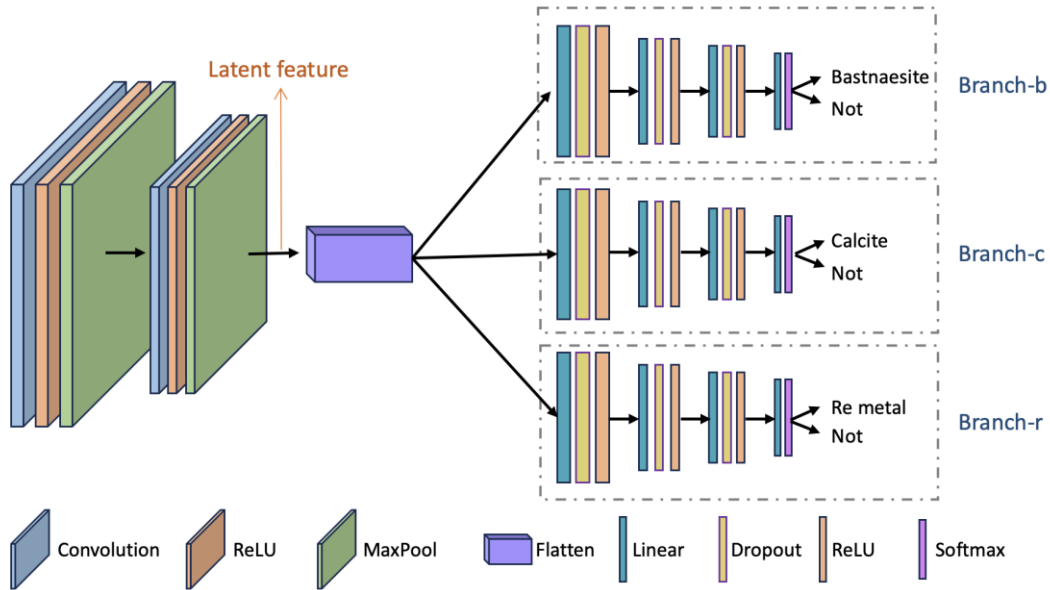 Latent feature
Bastnaesite
Not
Branch-b
Calcite
Not
Branch-c
Re metal
Not
Branch-r
Convolution
ReLU
MaxPool
Flatten
Linear
Dropout
ReLU
Softmax